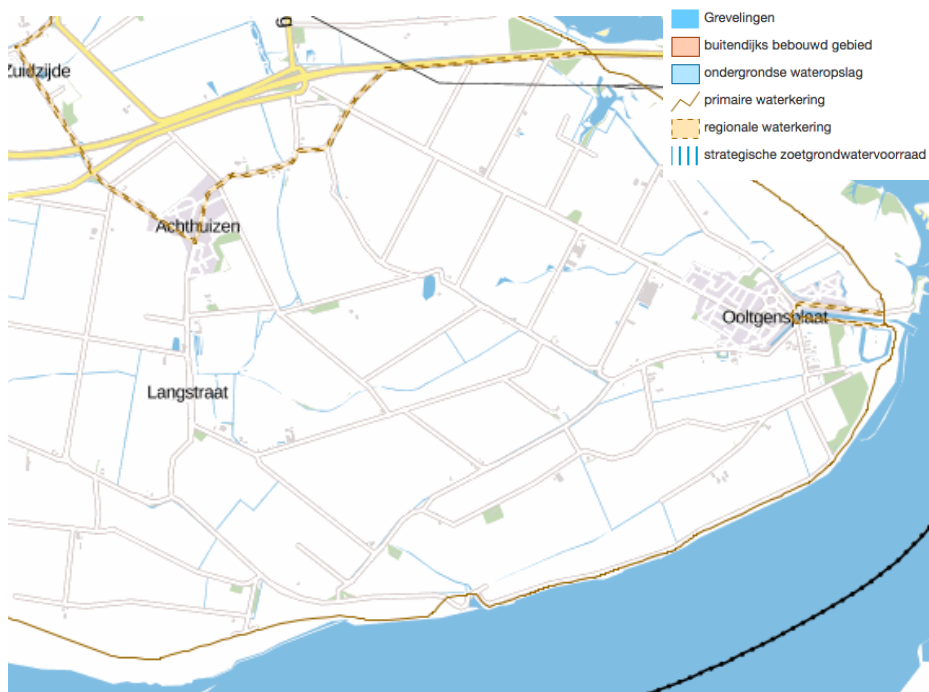 g
Grevelingen
buitendijks bebouwd gebied
ondergrondse wateropslag
primaire waterkering
regionale waterkering
strategische zoetgrondwatervoorraad
Zuidzijde
Achthuizen
Ooltgensplaat
Langstraat